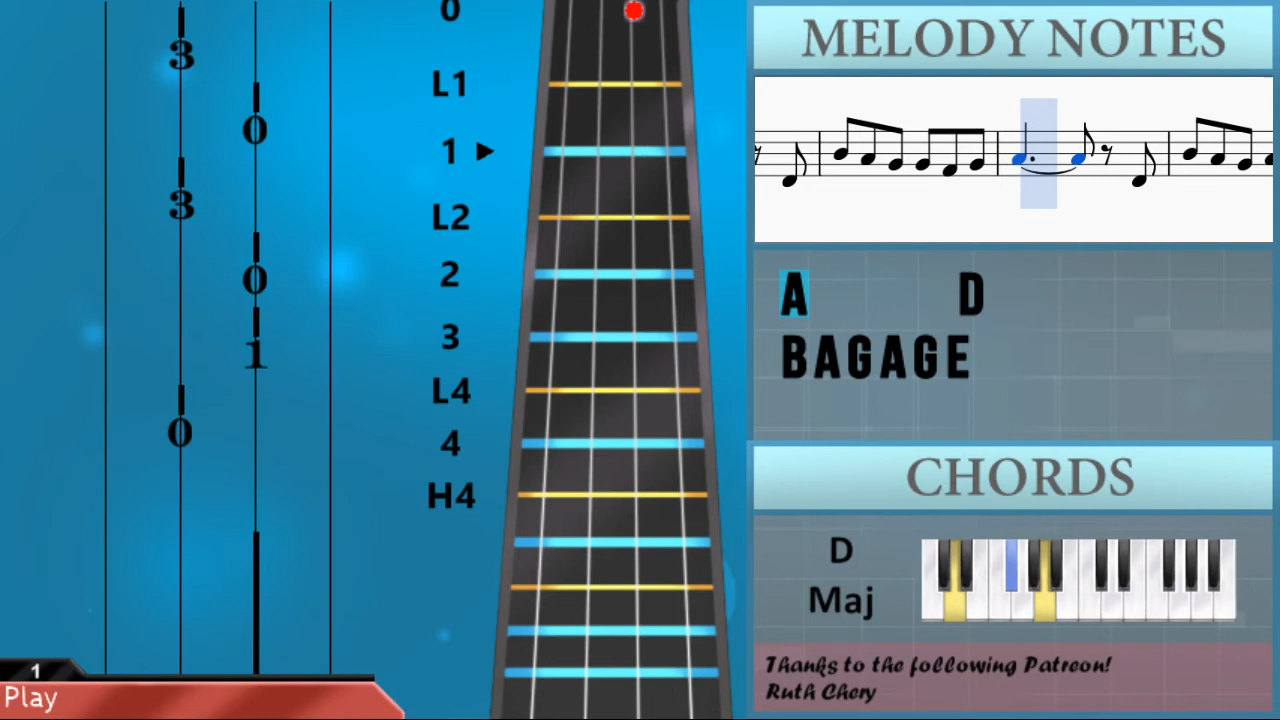 3
0
3
0
1
0
1
Play
0
L1
1
L2
2
3
L4
4
H4
MELODY NOTES
A D
BAGAGE
CHORDS
D
Maj
Thanks to the following Patreon!
Ruth Chery